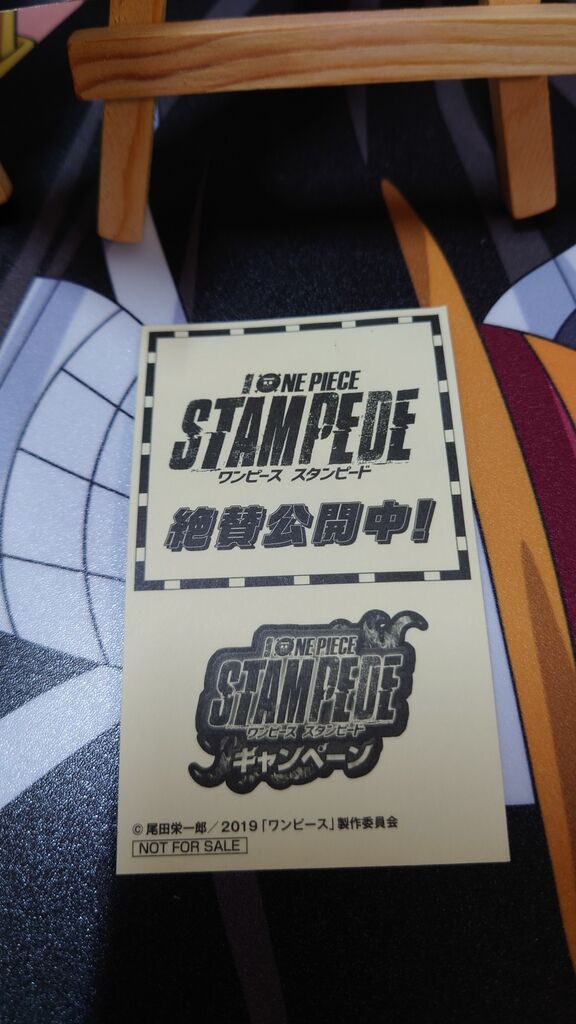 ONE PIECE
STAMPEDE
ワンピース スタンピード
絶賛公開中!
ONE PIECE
STAMPEDE
ワンピース スタンピード
キャンペーン
© 尾田栄一郎／2019「ワンピース」製作委員会
NOT FOR SALE